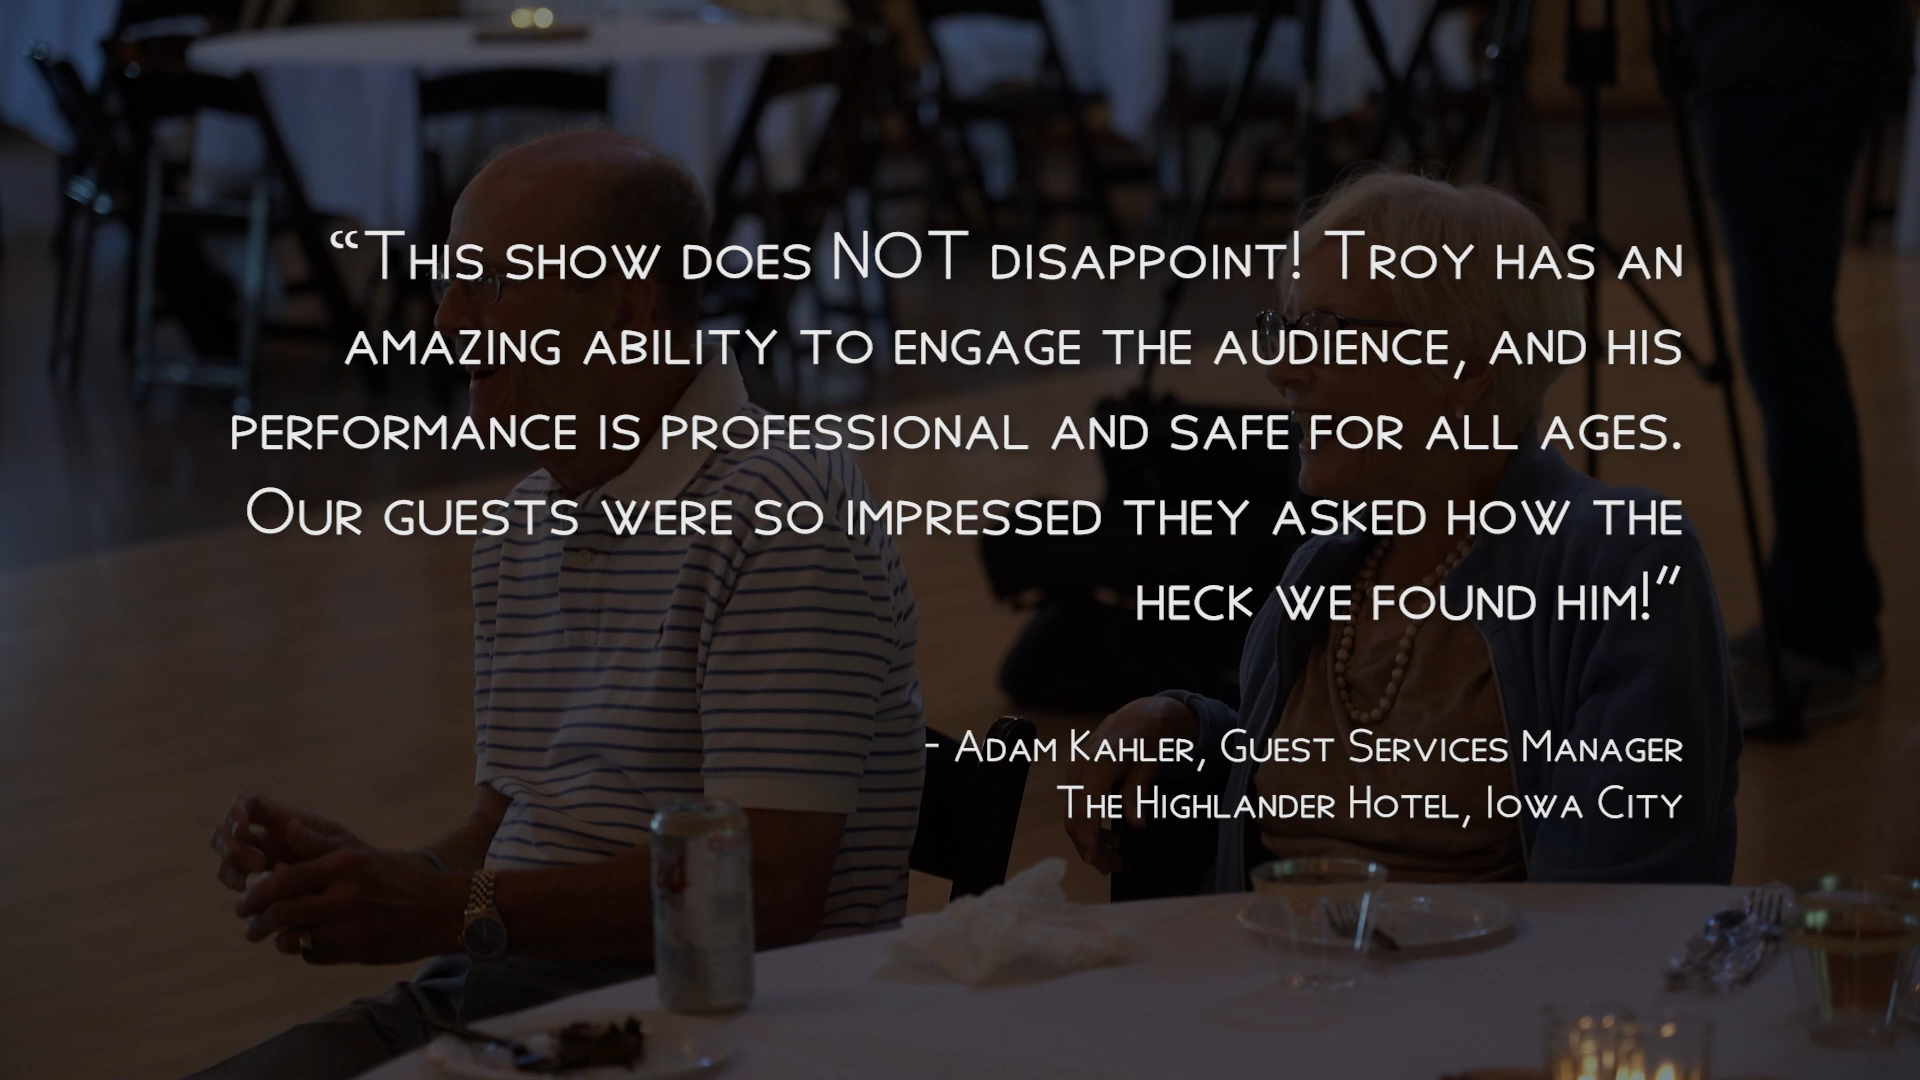 “This show does NOT disappoint! Troy has an
amazing ability to engage the audience, and his
performance is professional and safe for all ages.
Our guests were so impressed they asked how the
heck we found him!”
- Adam Kahler, Guest Services Manager
The Highlander Hotel, Iowa City